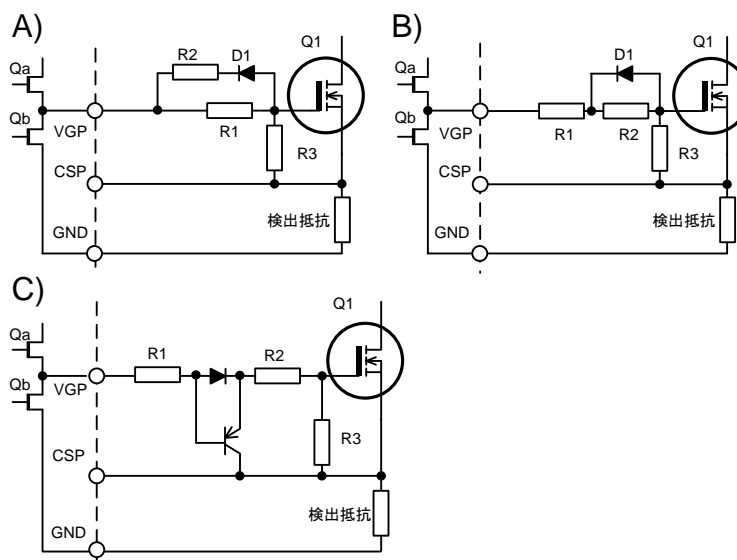 A)
Q1
R2
D1
Qa
Qb
VGP
R1
R3
CSP
検出抵抗
GND
B)
Q1
D1
Qa
Qb
VGP
R1
R2
R3
CSP
検出抵抗
GND
C)
Q1
Qa
R1
R2
Qb
VGP
R3
CSP
検出抵抗
GND